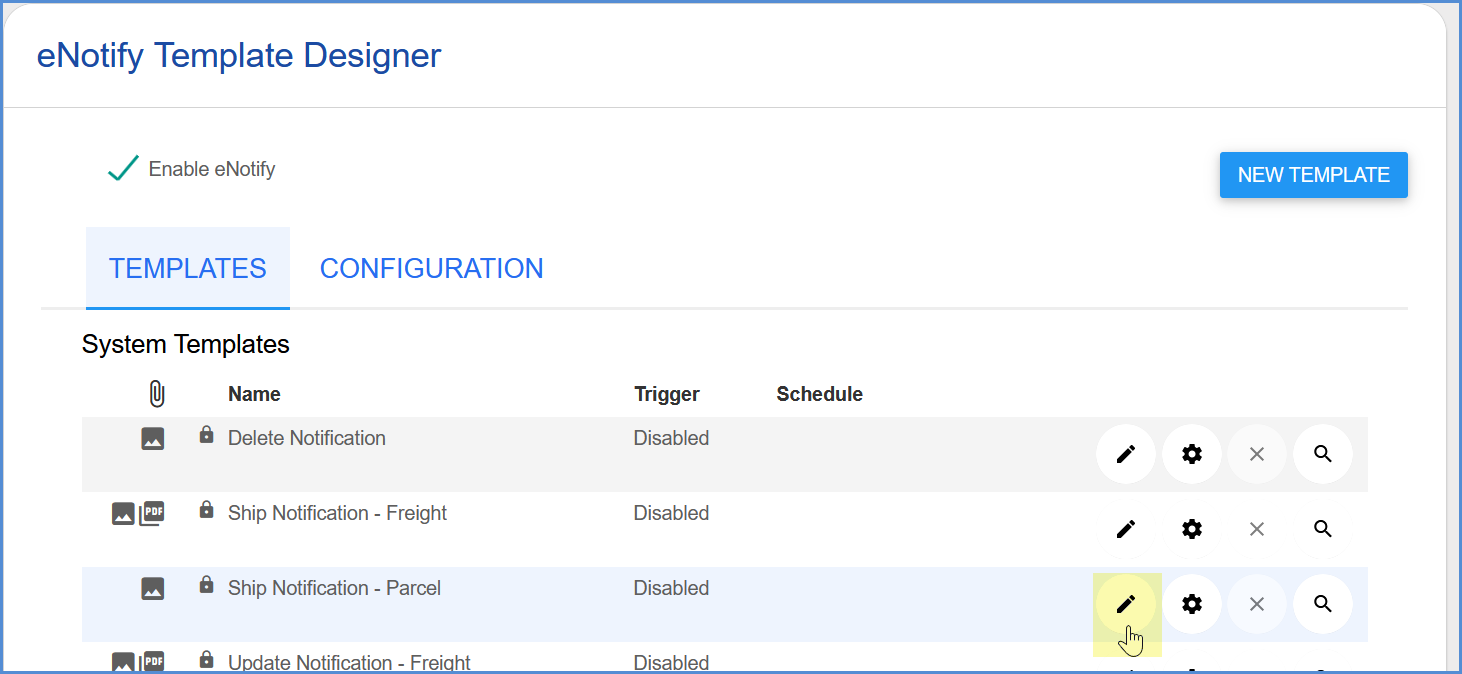 eNotify Template Designer
Enable eNotify
NEW TEMPLATE
TEMPLATES CONFIGURATION
System Templates
Name Trigger Schedule
Delete Notification Disabled
PDF Ship Notification - Freight Disabled
Ship Notification - Parcel Disabled
PDF Update Notification - Freight Disabled